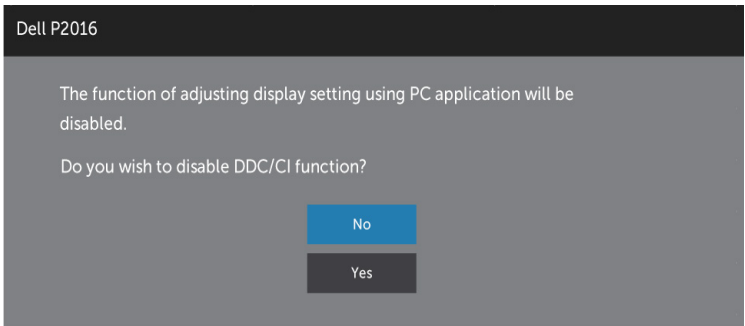 Dell P2016
The function of adjusting display setting using PC application will be
disabled.
Do you wish to disable DDC/CI function?
No
Yes